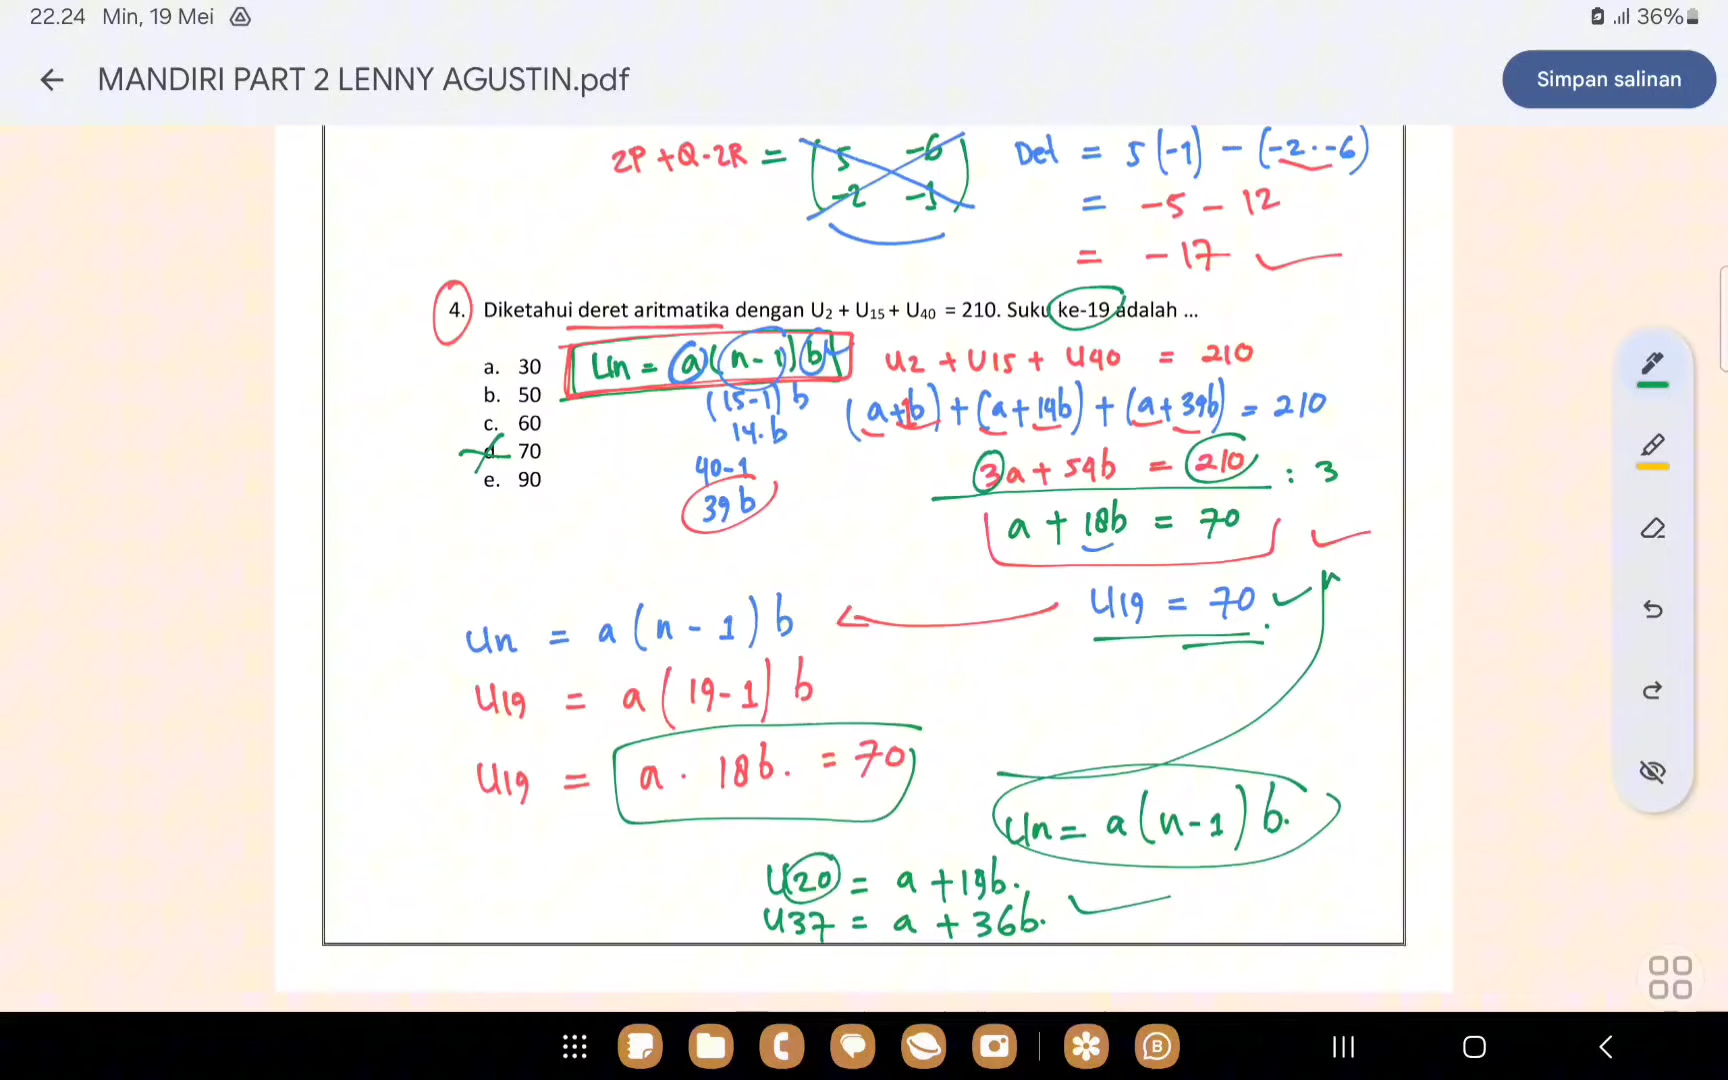 22.24 Min, 19 Mei
36%
MANDIRI PART 2 LENNY AGUSTIN.pdf
Simpan salinan
2P + Q - 2R = ( 5 -6
-2 -1 )
Det = 5 (-1) - (-2 . -6)
= -5 - 12
= -17
4. Diketahui deret aritmatika dengan U2 + U15 + U40 = 210. Suku ke-19 adalah ...
a. 30
b. 50
c. 60
d. 70
e. 90
Un = a (n - 1) b
(15-1) b
14. b
40-1
39 b
U2 + U15 + U40 = 210
(a+1b) + (a+14b) + (a+39b) = 210
3a + 54b = 210 : 3
a + 18b = 70
U19 = 70
Un = a (n - 1) b
U19 = a (19-1) b
U19 = a . 18b. = 70
Un = a (n-1) b.
U20 = a + 19b.
U37 = a + 36b.